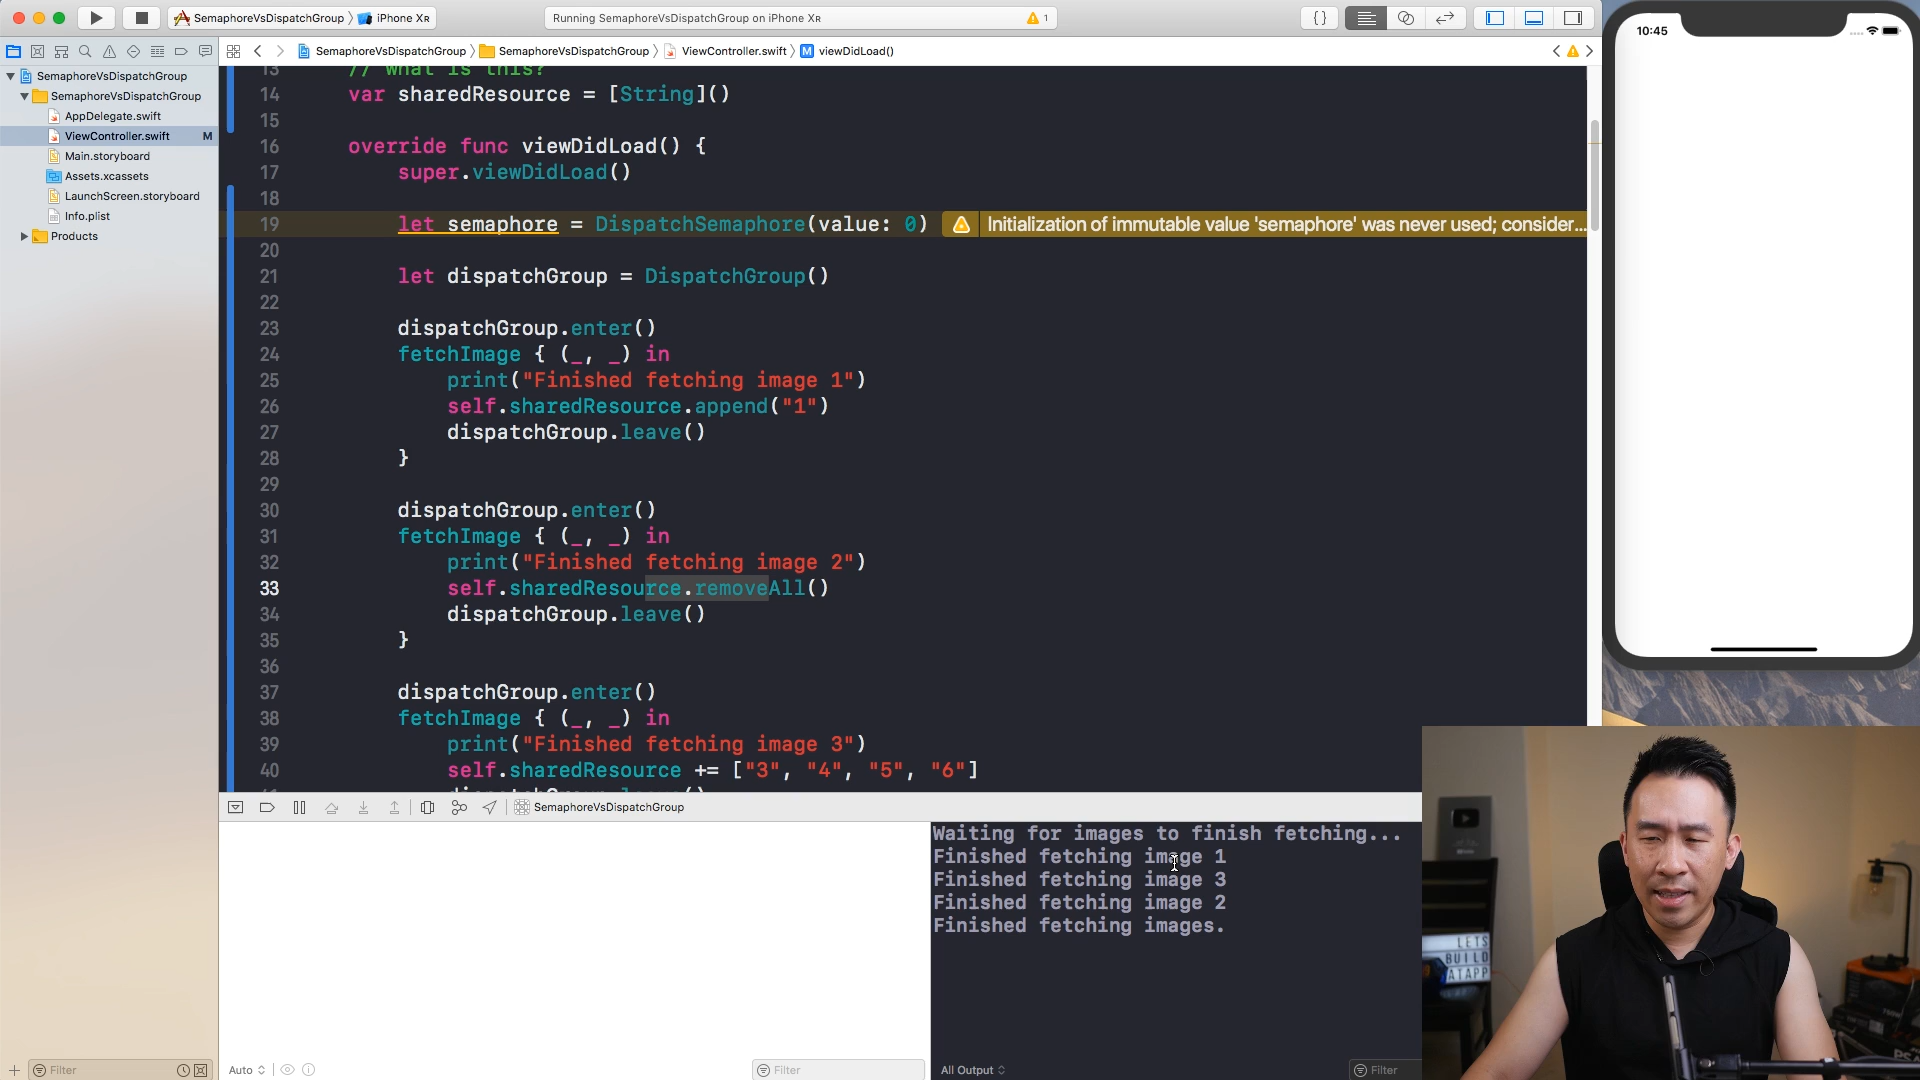 SemaphoreVsDispatchGroup
iPhone XR
Running SemaphoreVsDispatchGroup on iPhone XR
1
10:45
SemaphoreVsDispatchGroup
SemaphoreVsDispatchGroup
ViewController.swift
M viewDidLoad()
SemaphoreVsDispatchGroup
SemaphoreVsDispatchGroup
AppDelegate.swift
ViewController.swift M
Main.storyboard
Assets.xcassets
LaunchScreen.storyboard
Info.plist
Products
13 // What is this?
14 var sharedResource = [String]()
15
16 override func viewDidLoad() {
17 super.viewDidLoad()
18
19 let semaphore = DispatchSemaphore(value: 0) Initialization of immutable value 'semaphore' was never used; consider...
20
21 let dispatchGroup = DispatchGroup()
22
23 dispatchGroup.enter()
24 fetchImage { (_, _) in
25 print("Finished fetching image 1")
26 self.sharedResource.append("1")
27 dispatchGroup.leave()
28 }
29
30 dispatchGroup.enter()
31 fetchImage { (_, _) in
32 print("Finished fetching image 2")
33 self.sharedResource.removeAll()
34 dispatchGroup.leave()
35 }
36
37 dispatchGroup.enter()
38 fetchImage { (_, _) in
39 print("Finished fetching image 3")
40 self.sharedResource += ["3", "4", "5", "6"]
SemaphoreVsDispatchGroup
Waiting for images to finish fetching...
Finished fetching image 1
Finished fetching image 3
Finished fetching image 2
Finished fetching images.
LETS
BUILD
ATAPP
Filter
Auto
Filter
All Output
Filter